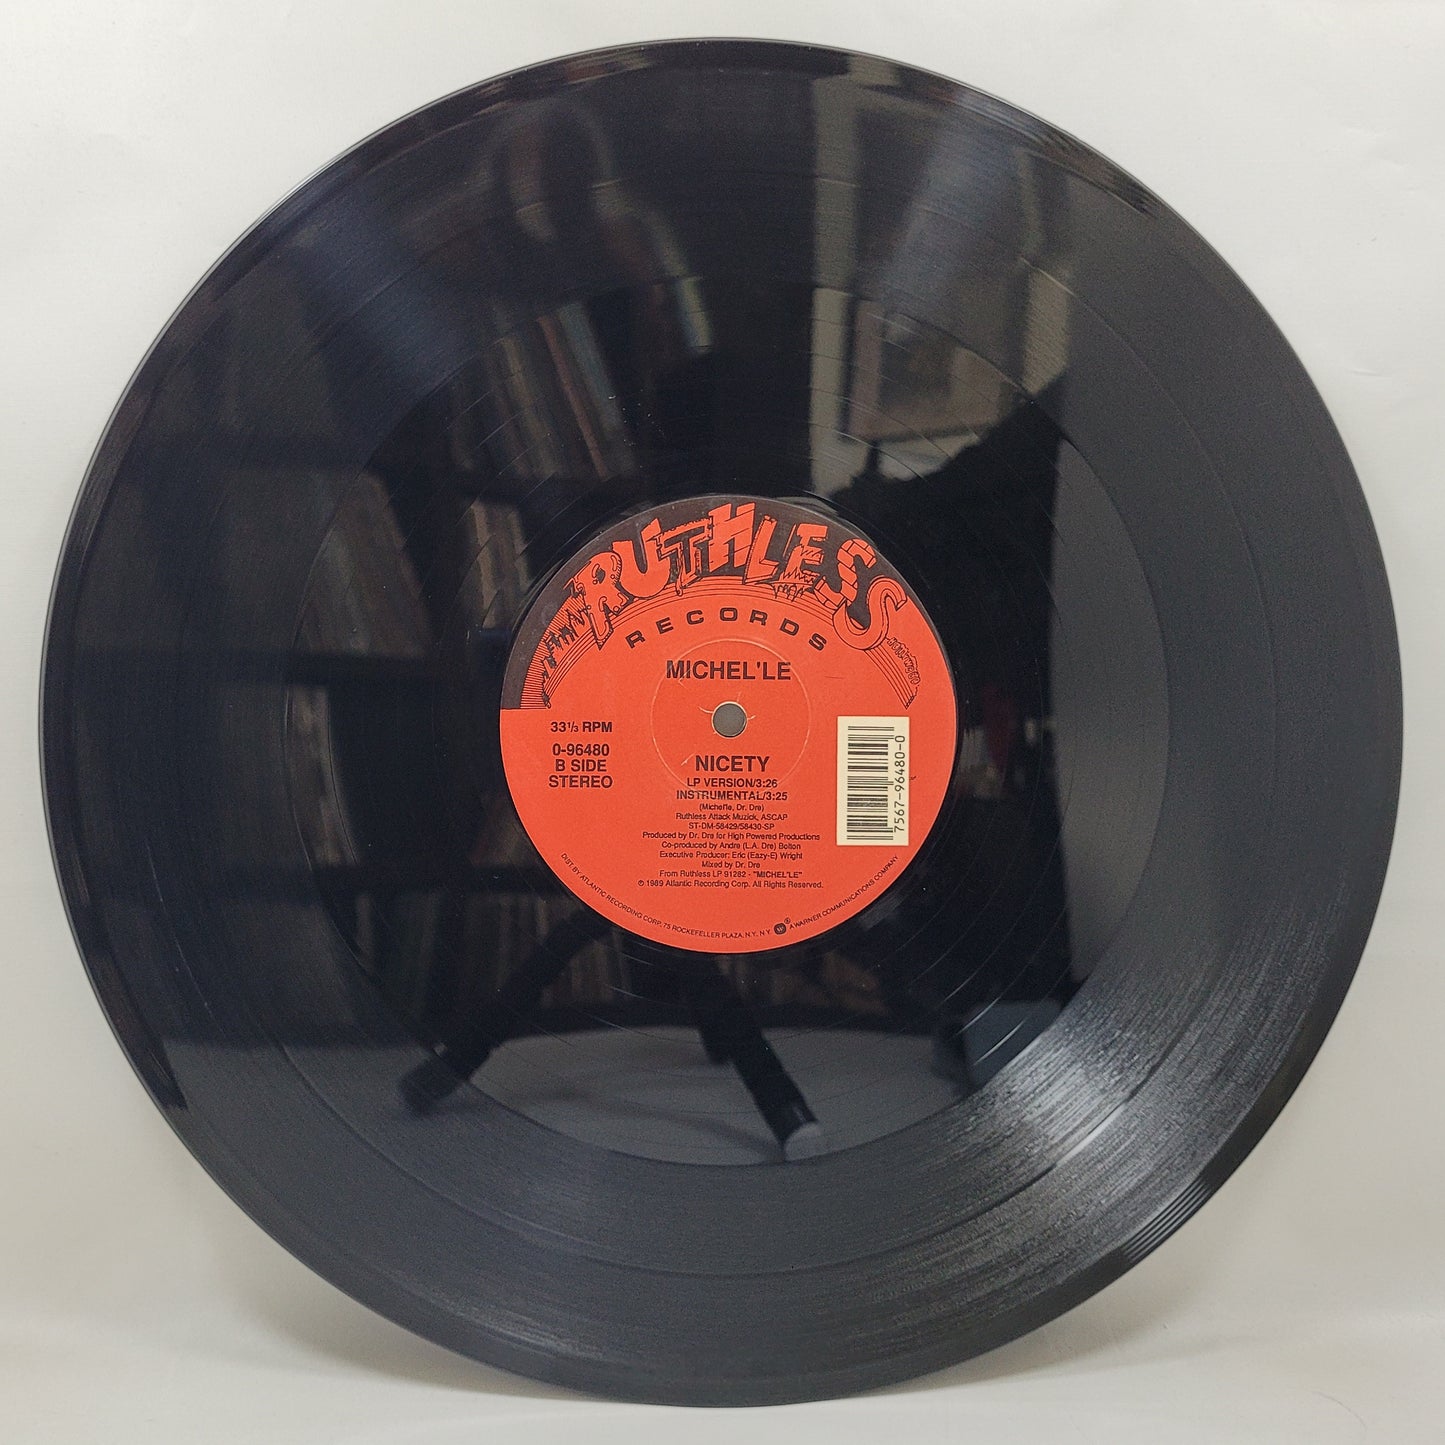 RUTHLESS
RECORDS
HOLLYWOOD
MICHEL'LE
33 1/3 RPM
0-96480
B SIDE
STEREO
NICETY
LP VERSION/3:26
INSTRUMENTAL/3:25
(Michel'le, Dr. Dre)
Ruthless Attack Muzick, ASCAP
ST-DM-58429/58430-SP
Produced by Dr. Dre for High Powered Productions
Co-produced by Andre (L.A. Dre) Bolton
Executive Producer: Eric (Eazy-E) Wright
Mixed by Dr. Dre
From Ruthless LP 91282 - "MICHEL'LE"
© 1989 Atlantic Recording Corp. All Rights Reserved.
7567-96480-0
DIST. BY ATLANTIC RECORDING CORP., 75 ROCKEFELLER PLAZA, N.Y., N.Y. W ® A WARNER COMMUNICATIONS COMPANY